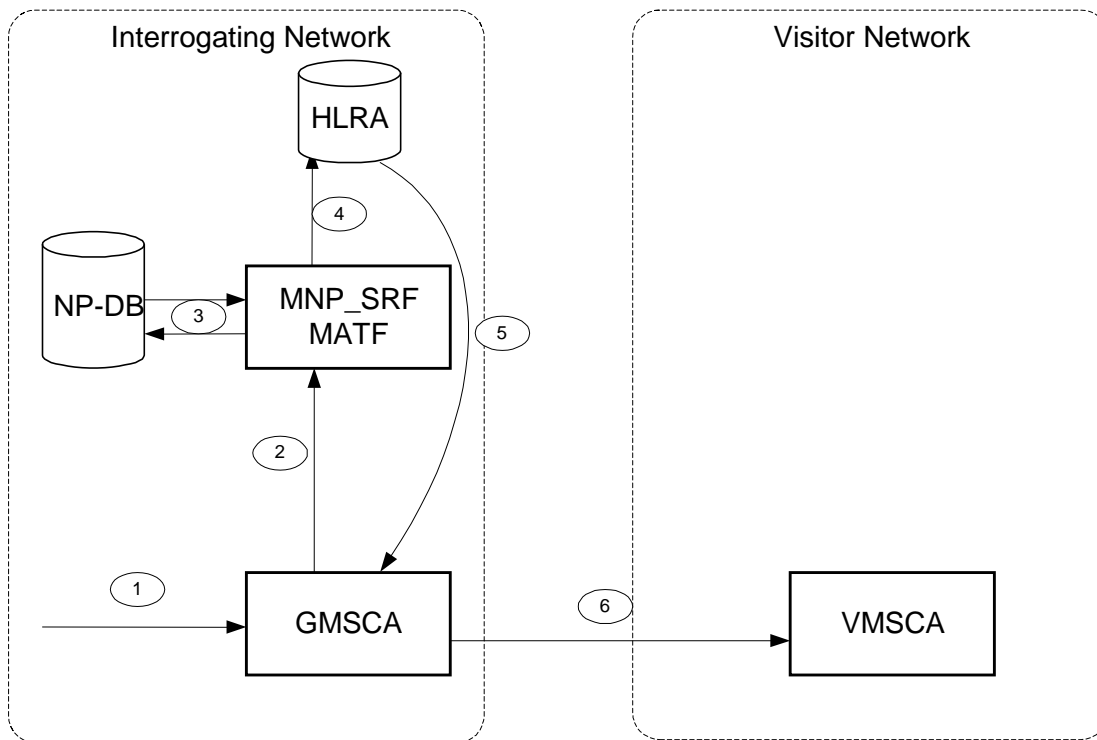 Interrogating Network
Visitor Network
HLRA
4
NP-DB
3
MNP_SRF
MATF
5
2
1
GMSCA
6
VMSCA